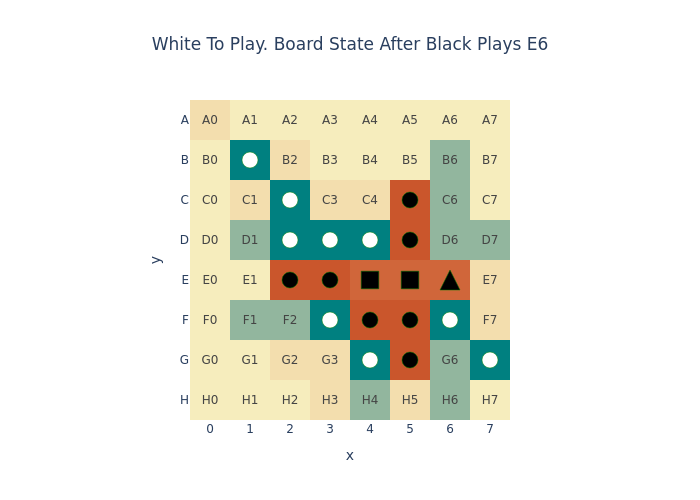 White To Play. Board State After Black Plays E6
A A0 A1 A2 A3 A4 A5 A6 A7
B B0 B2 B3 B4 B5 B6 B7
C C0 C1 C3 C4 C6 C7
D D0 D1 D6 D7
y
E E0 E1 E7
F F0 F1 F2 F7
G G0 G1 G2 G3 G6
H H0 H1 H2 H3 H4 H5 H6 H7
0 1 2 3 4 5 6 7
x